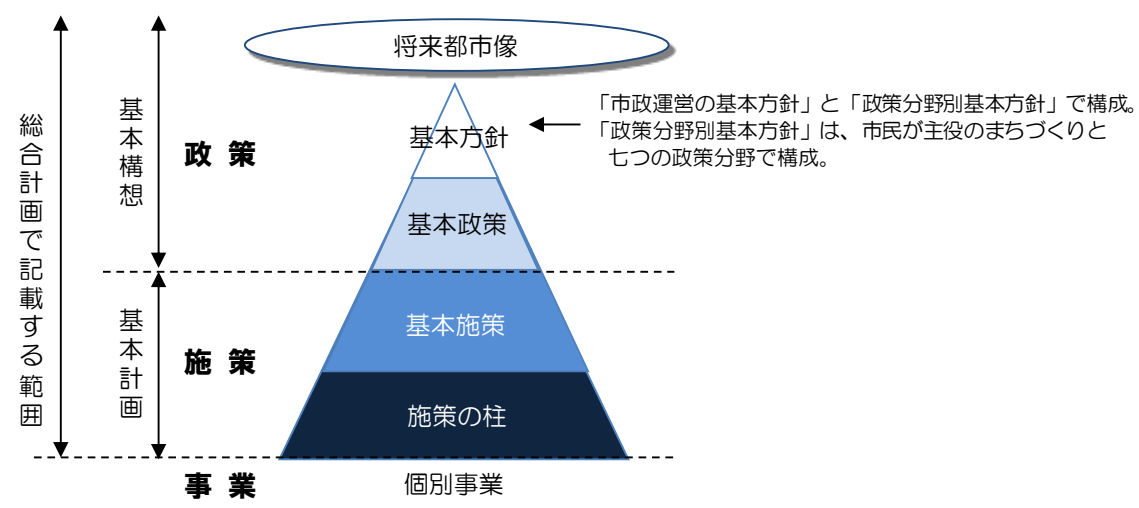 将来都市像
総合計画で記載する範囲
基本構想
政策
基本方針
「市政運営の基本方針」と「政策分野別基本方針」で構成。
「政策分野別基本方針」は、市民が主役のまちづくりと
七つの政策分野で構成。
基本政策
基本計画
施策
基本施策
施策の柱
事業
個別事業